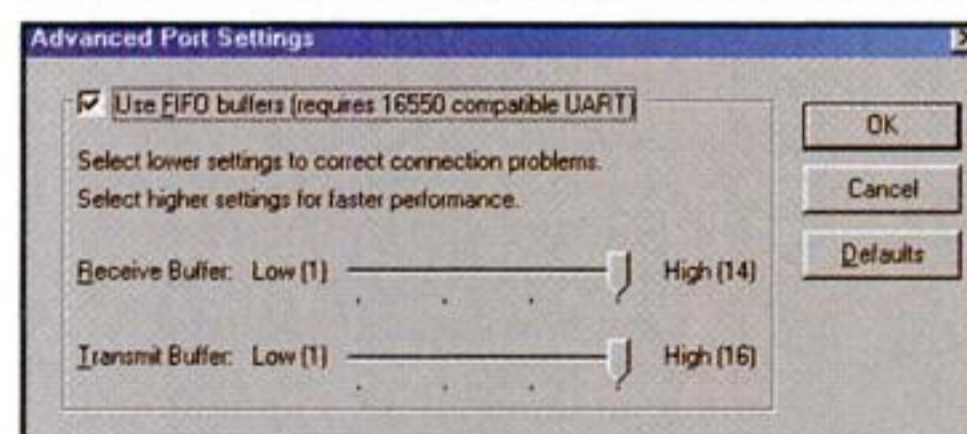 Advanced Port Settings
Use FIFO buffers (requires 16550 compatible UART)
Select lower settings to correct connection problems.
Select higher settings for faster performance.
Receive Buffer: Low (1) High (14)
Transmit Buffer: Low (1) High (16)
OK
Cancel
Defaults